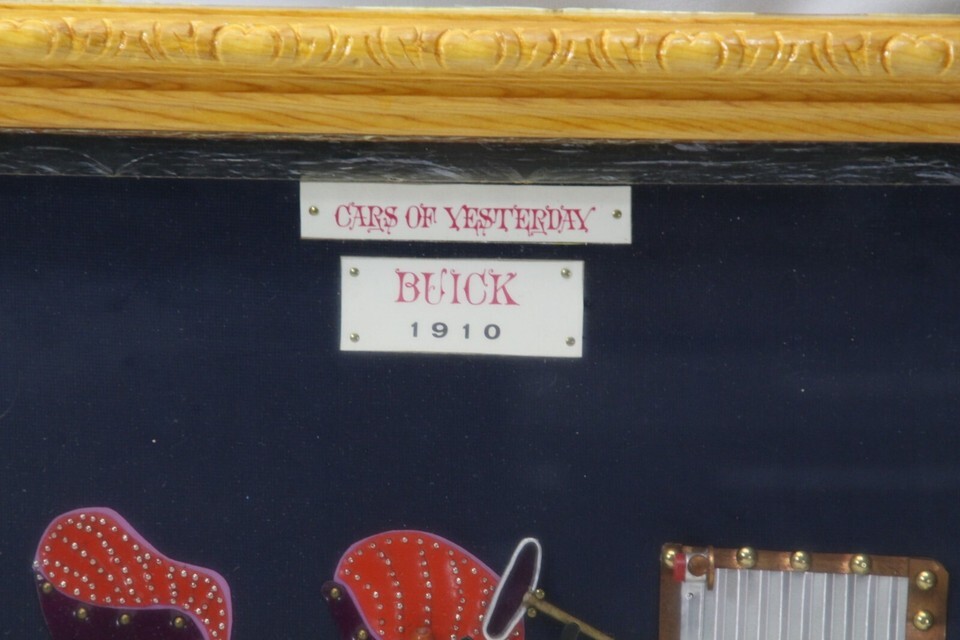 CARS OF YESTERDAY
BUICK
1910